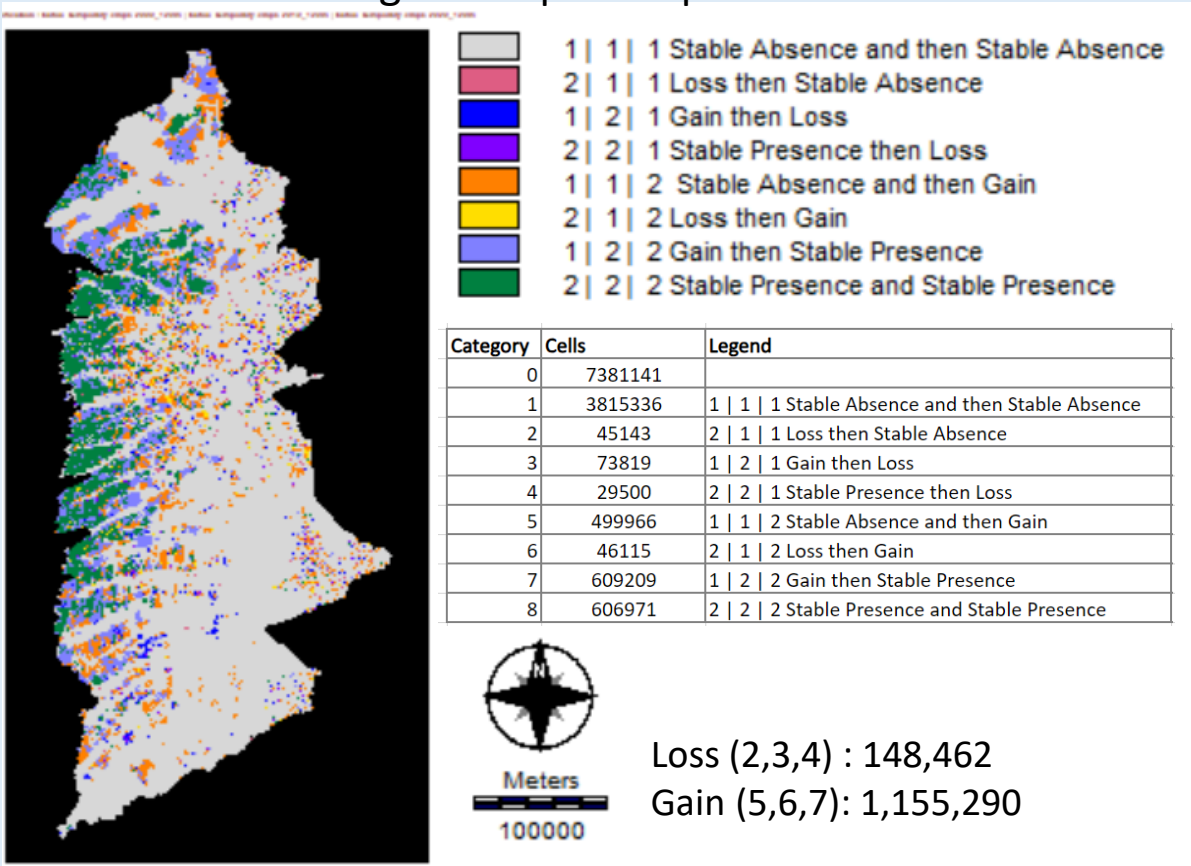 1 | 1 | 1 Stable Absence and then Stable Absence
2 | 1 | 1 Loss then Stable Absence
1 | 2 | 1 Gain then Loss
2 | 2 | 1 Stable Presence then Loss
1 | 1 | 2 Stable Absence and then Gain
2 | 1 | 2 Loss then Gain
1 | 2 | 2 Gain then Stable Presence
2 | 2 | 2 Stable Presence and Stable Presence
Category Cells Legend
0 7381141
1 3815336 1 | 1 | 1 Stable Absence and then Stable Absence
2 45143 2 | 1 | 1 Loss then Stable Absence
3 73819 1 | 2 | 1 Gain then Loss
4 29500 2 | 2 | 1 Stable Presence then Loss
5 499966 1 | 1 | 2 Stable Absence and then Gain
6 46115 2 | 1 | 2 Loss then Gain
7 609209 1 | 2 | 2 Gain then Stable Presence
8 606971 2 | 2 | 2 Stable Presence and Stable Presence
N
Meters
100000
Loss (2,3,4) : 148,462
Gain (5,6,7): 1,155,290